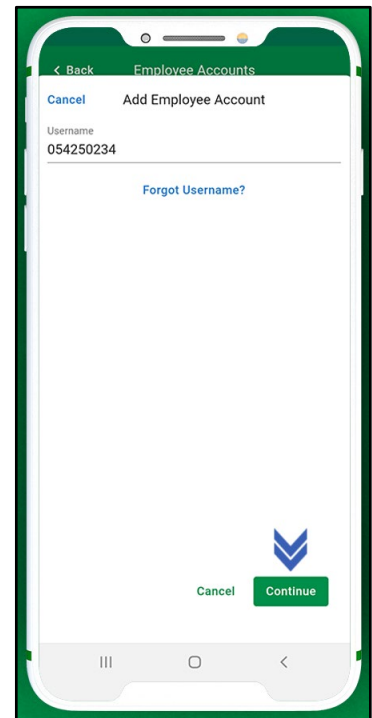 < Back Employee Accounts
Cancel Add Employee Account
Username
054250234
Forgot Username?
Cancel Continue